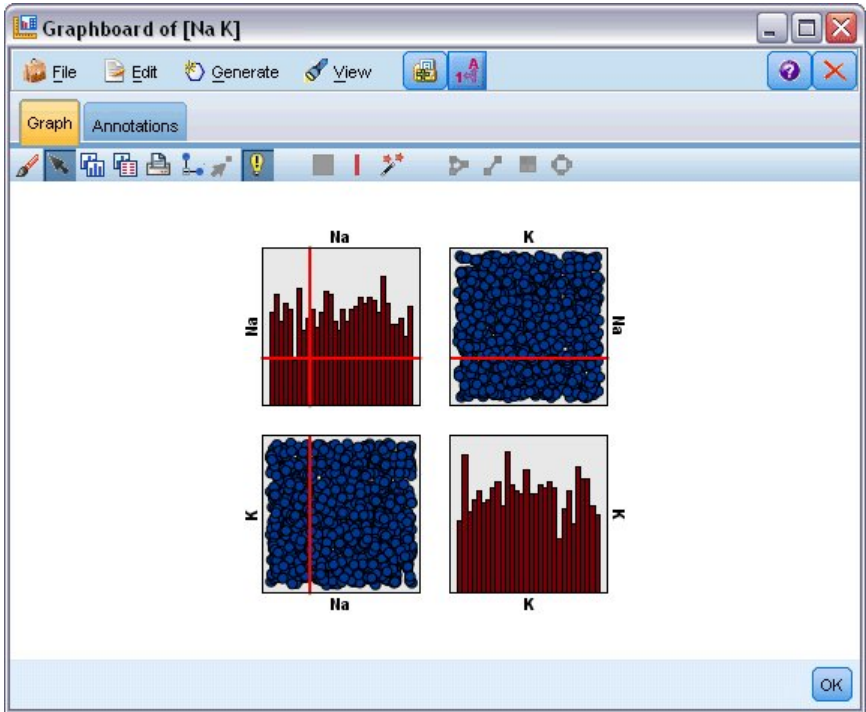 Graphboard of [Na K]
File Edit Generate View
Graph Annotations
Na K
Na Na
K K
Na K
OK